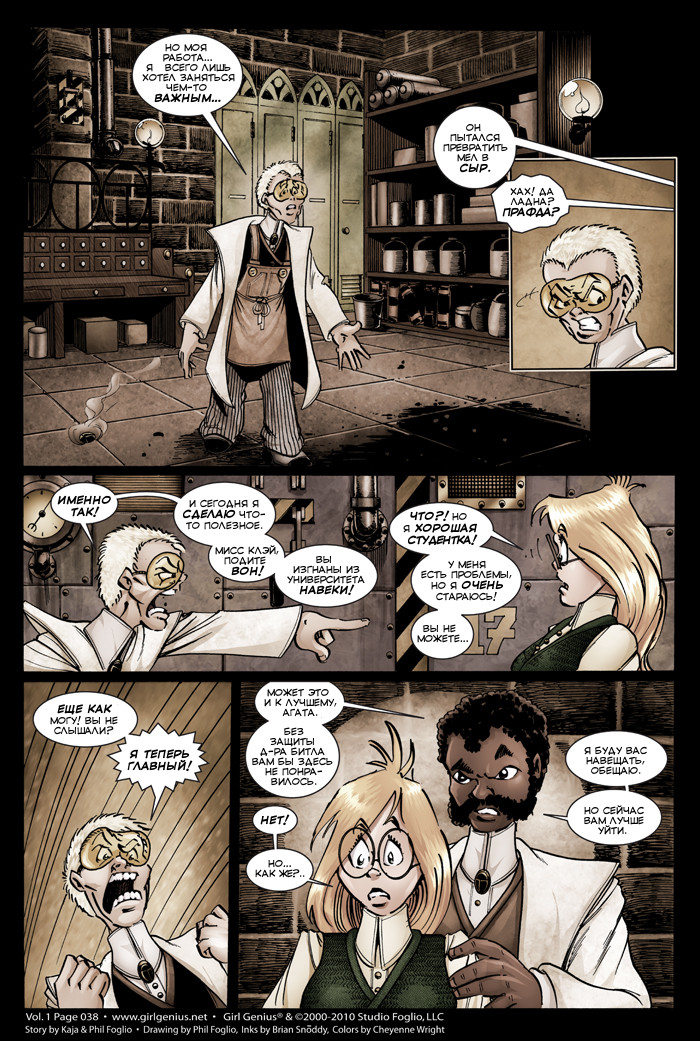 НО МОЯ
РАБОТА...
Я ВСЕГО ЛИШЬ
ХОТЕЛ ЗАНЯТЬСЯ
ЧЕМ-ТО
ВАЖНЫМ...
ОН
ПЫТАЛСЯ
ПРЕВРАТИТЬ
МЕЛ В
СЫР.
ХАХ! ДА
ЛАДНА?
ПРАФДА?
ИМЕННО
ТАК!
И СЕГОДНЯ Я
СДЕЛАЮ ЧТО-
ТО ПОЛЕЗНОЕ.
МИСС КЛЭЙ,
ПОДИТЕ
ВОН!
ВЫ
ИЗГНАНЫ ИЗ
УНИВЕРСИТЕТА
НАВЕКИ!
ЧТО?! НО
Я ХОРОШАЯ
СТУДЕНТКА!
У МЕНЯ
ЕСТЬ ПРОБЛЕМЫ,
НО Я ОЧЕНЬ
СТАРАЮСЬ!
ВЫ НЕ
МОЖЕТЕ...
17
ЕЩЕ КАК
МОГУ! ВЫ НЕ
СЛЫШАЛИ?
Я ТЕПЕРЬ
ГЛАВНЫЙ!
МОЖЕТ ЭТО
И К ЛУЧШЕМУ,
АГАТА.
БЕЗ
ЗАЩИТЫ
Д-РА БИТЛА
ВАМ БЫ ЗДЕСЬ
НЕ ПОНРА-
ВИЛОСЬ.
НЕТ!
НО...
КАК ЖЕ?..
Я БУДУ ВАС
НАВЕЩАТЬ,
ОБЕЩАЮ.
НО СЕЙЧАС
ВАМ ЛУЧШЕ
УЙТИ.
Vol. 1 Page 038 • www.girlgenius.net • Girl Genius® & ©2000-2010 Studio Foglio, LLC
Story by Kaja & Phil Foglio • Drawing by Phil Foglio, Inks by Brian Snōddy, Colors by Cheyenne Wright